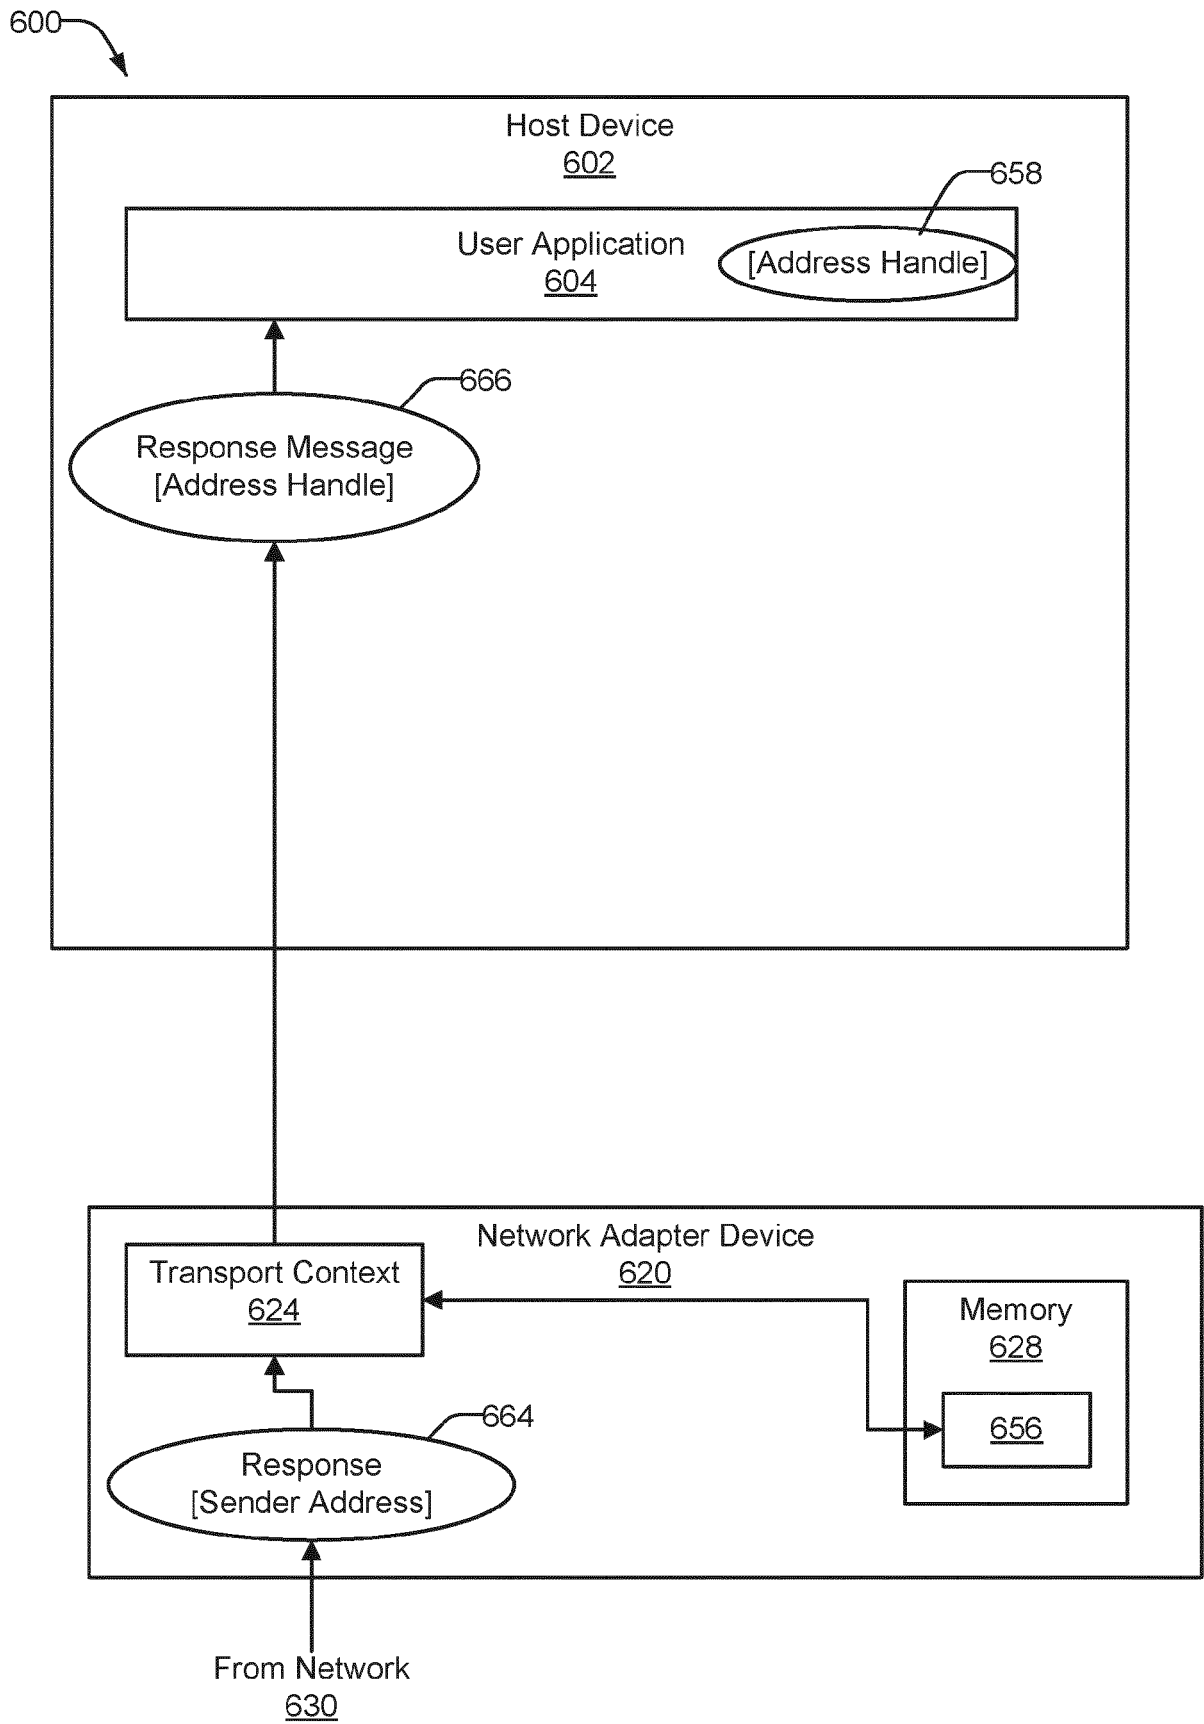 600
Host Device
602
658
User Application
604
[Address Handle]
666
Response Message
[Address Handle]
Network Adapter Device
620
Transport Context
624
Memory
628
656
664
Response
[Sender Address]
From Network
630